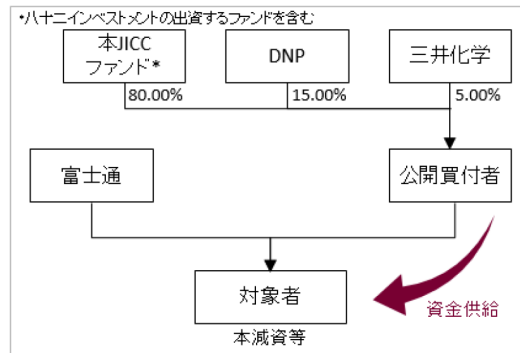 •八十二インベストメントの出資するファンドを含む
本JICC
ファンド*
DNP
三井化学
80.00%
15.00%
5.00%
富士通
公開買付者
対象者
資金供給
本減資等